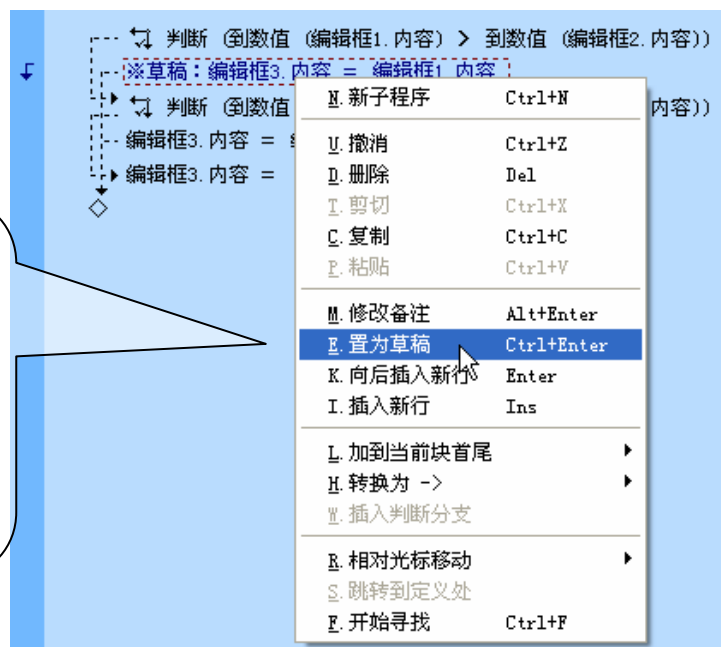 判断 (到数值 (编辑框1.内容) > 到数值 (编辑框2.内容))
※草稿：编辑框3.内容 = 编辑框1.内容
判断 (到数值 内容))
编辑框3.内容 =
编辑框3.内容 =
N.新子程序 Ctrl+N
U.撤消 Ctrl+Z
D.删除 Del
T.剪切 Ctrl+X
C.复制 Ctrl+C
P.粘贴 Ctrl+V
M.修改备注 Alt+Enter
E.置为草稿 Ctrl+Enter
K.向后插入新行 Enter
I.插入新行 Ins
L.加到当前块首尾
H.转换为 ->
W.插入判断分支
R.相对光标移动
S.跳转到定义处
F.开始寻找 Ctrl+F